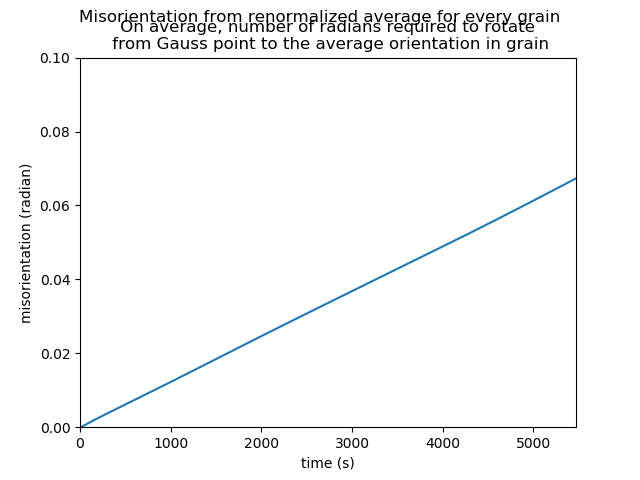 Misorientation from renormalized average for every grain
On average, number of radians required to rotate
from Gauss point to the average orientation in grain
0.10
0.08
0.06
0.04
0.02
0.00
misorientation (radian)
0 1000 2000 3000 4000 5000
time (s)